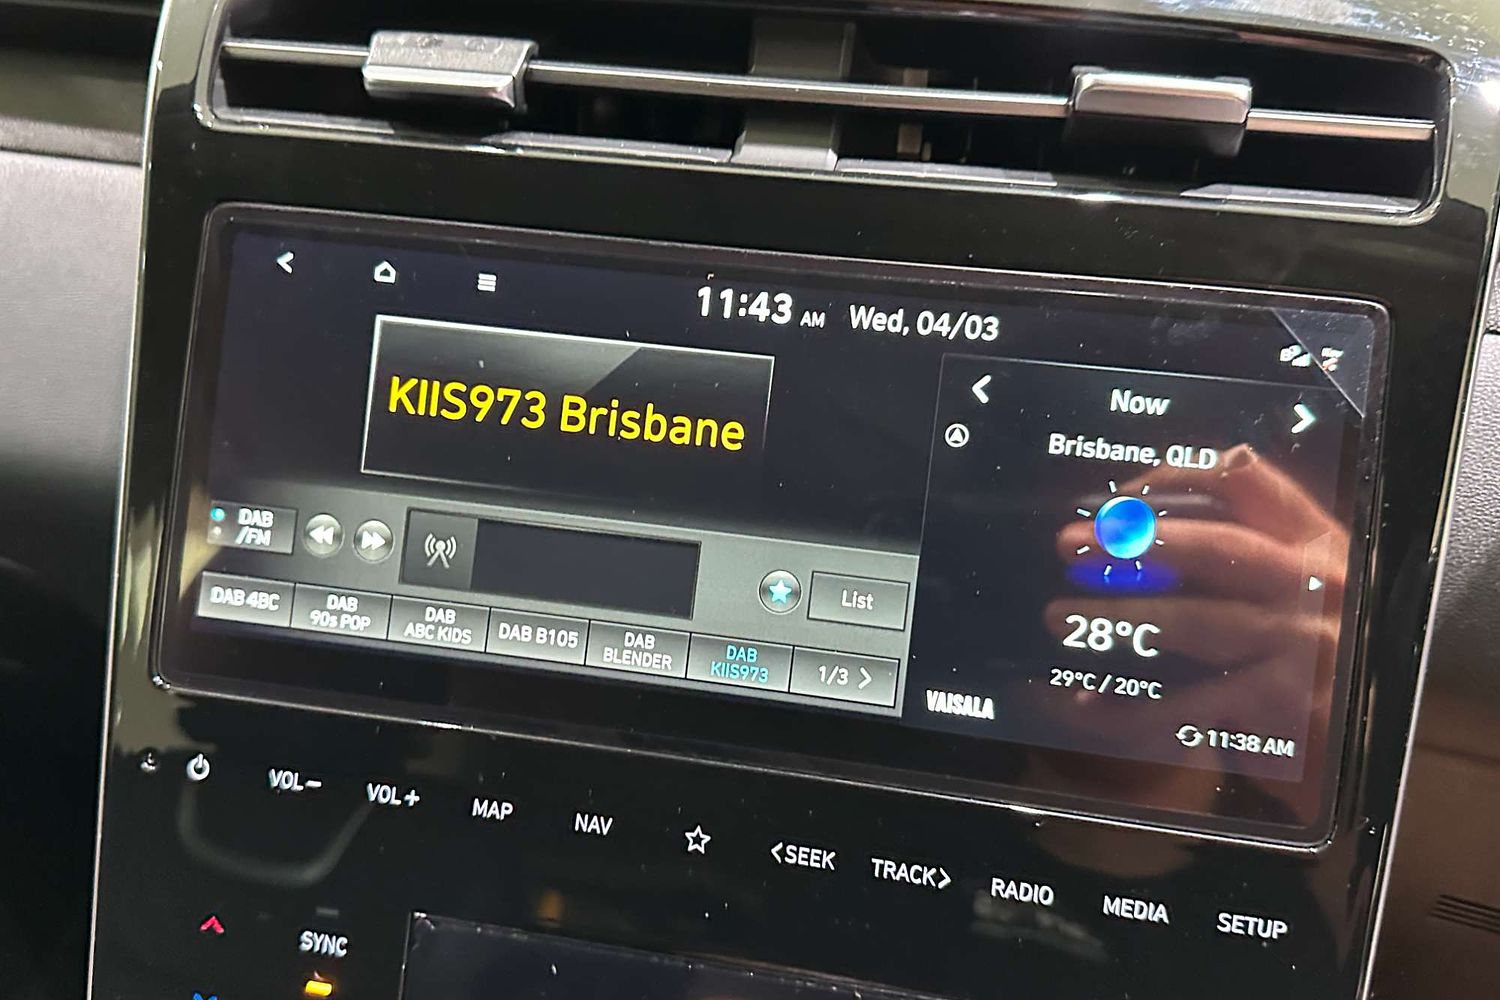 11:43 AM Wed, 04/03
KIIS973 Brisbane
Now
Brisbane, QLD
28°C
29°C / 20°C
VAISALA
11:38 AM
DAB
/FM
List
DAB 4BC
DAB
90s POP
DAB
ABC KIDS
DAB B105
DAB
BLENDER
DAB
KIIS973
1/3 >
VOL−
VOL+
MAP
NAV
<SEEK
TRACK>
RADIO
MEDIA
SETUP
SYNC